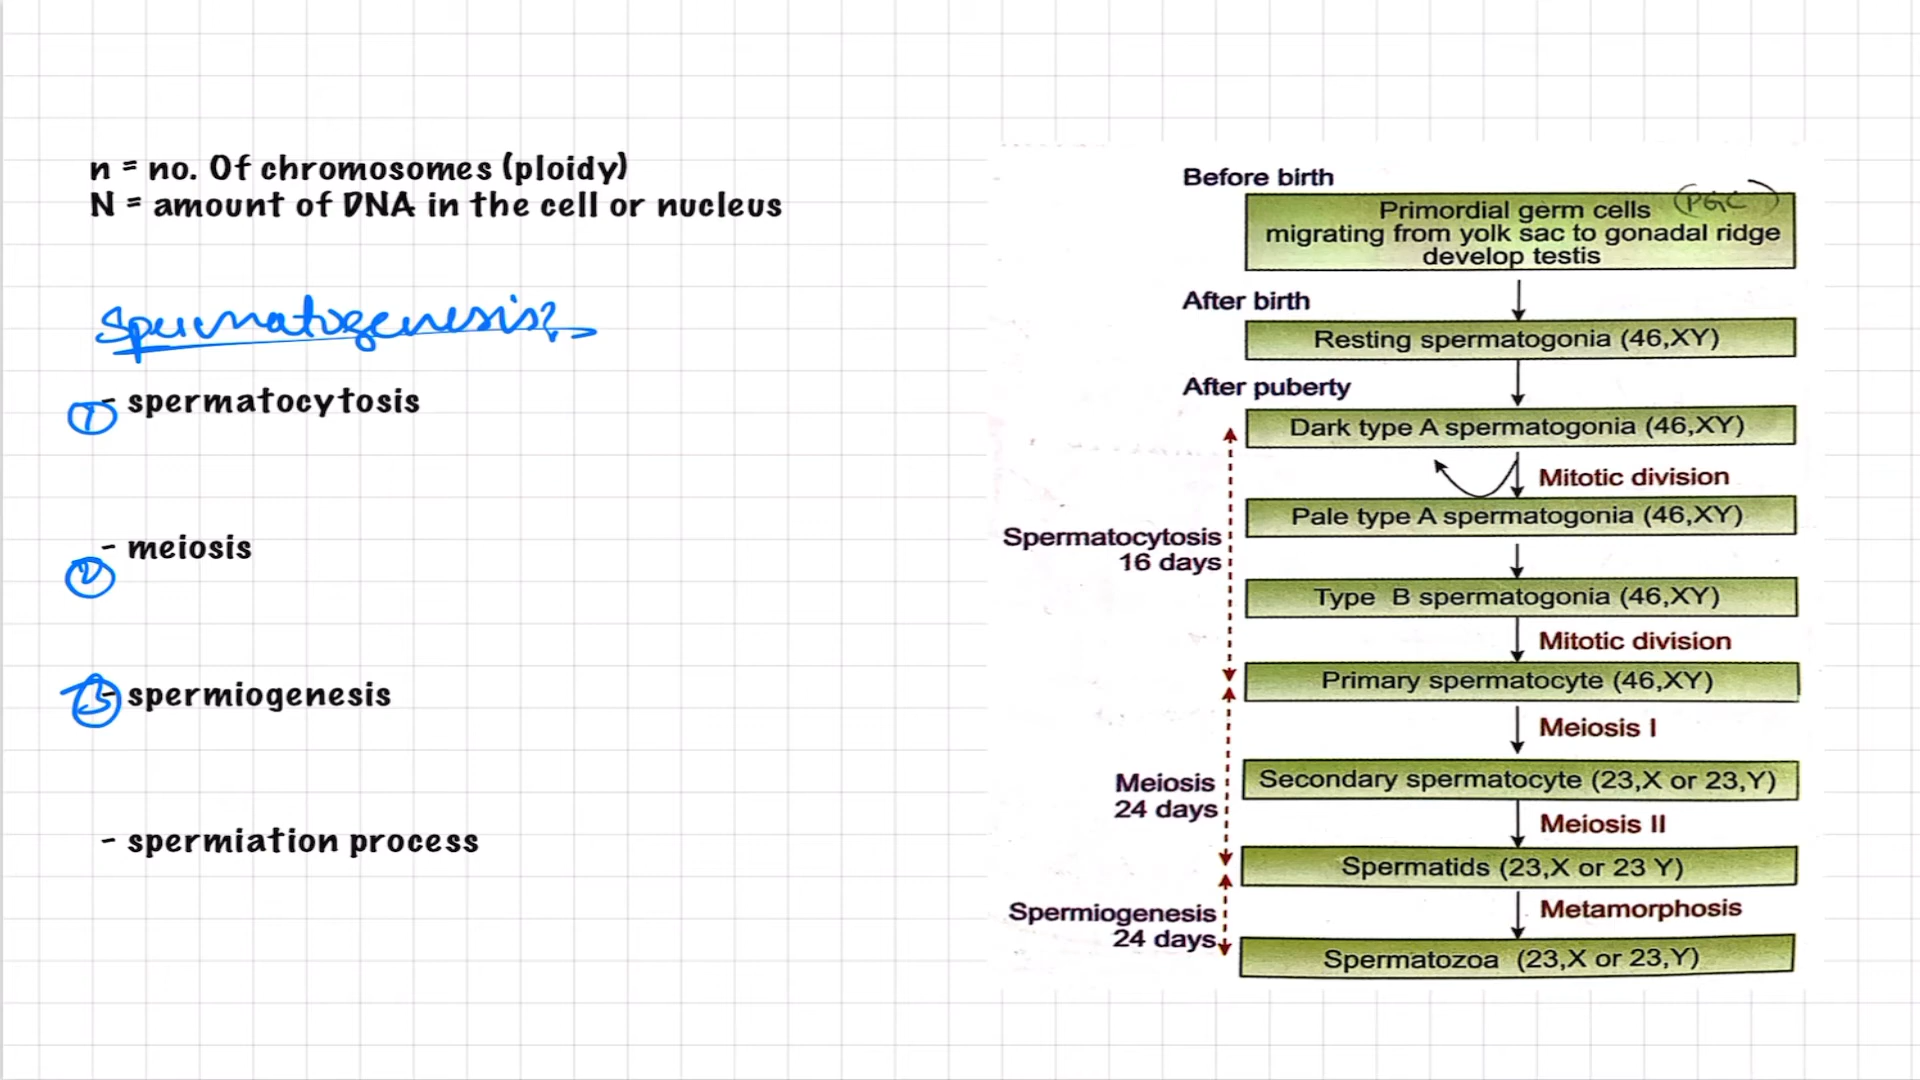 n = no. Of chromosomes (ploidy)
N = amount of DNA in the cell or nucleus
Spermatogenesis?
1
- spermatocytosis
2
- meiosis
3
- spermiogenesis
- spermiation process
Before birth
PGC
Primordial germ cells
migrating from yolk sac to gonadal ridge
develop testis
After birth
Resting spermatogonia (46,XY)
After puberty
Dark type A spermatogonia (46,XY)
Mitotic division
Pale type A spermatogonia (46,XY)
Spermatocytosis
16 days
Type B spermatogonia (46,XY)
Mitotic division
Primary spermatocyte (46,XY)
Meiosis I
Secondary spermatocyte (23,X or 23,Y)
Meiosis
24 days
Meiosis II
Spermatids (23,X or 23 Y)
Spermiogenesis
24 days
Metamorphosis
Spermatozoa (23,X or 23,Y)